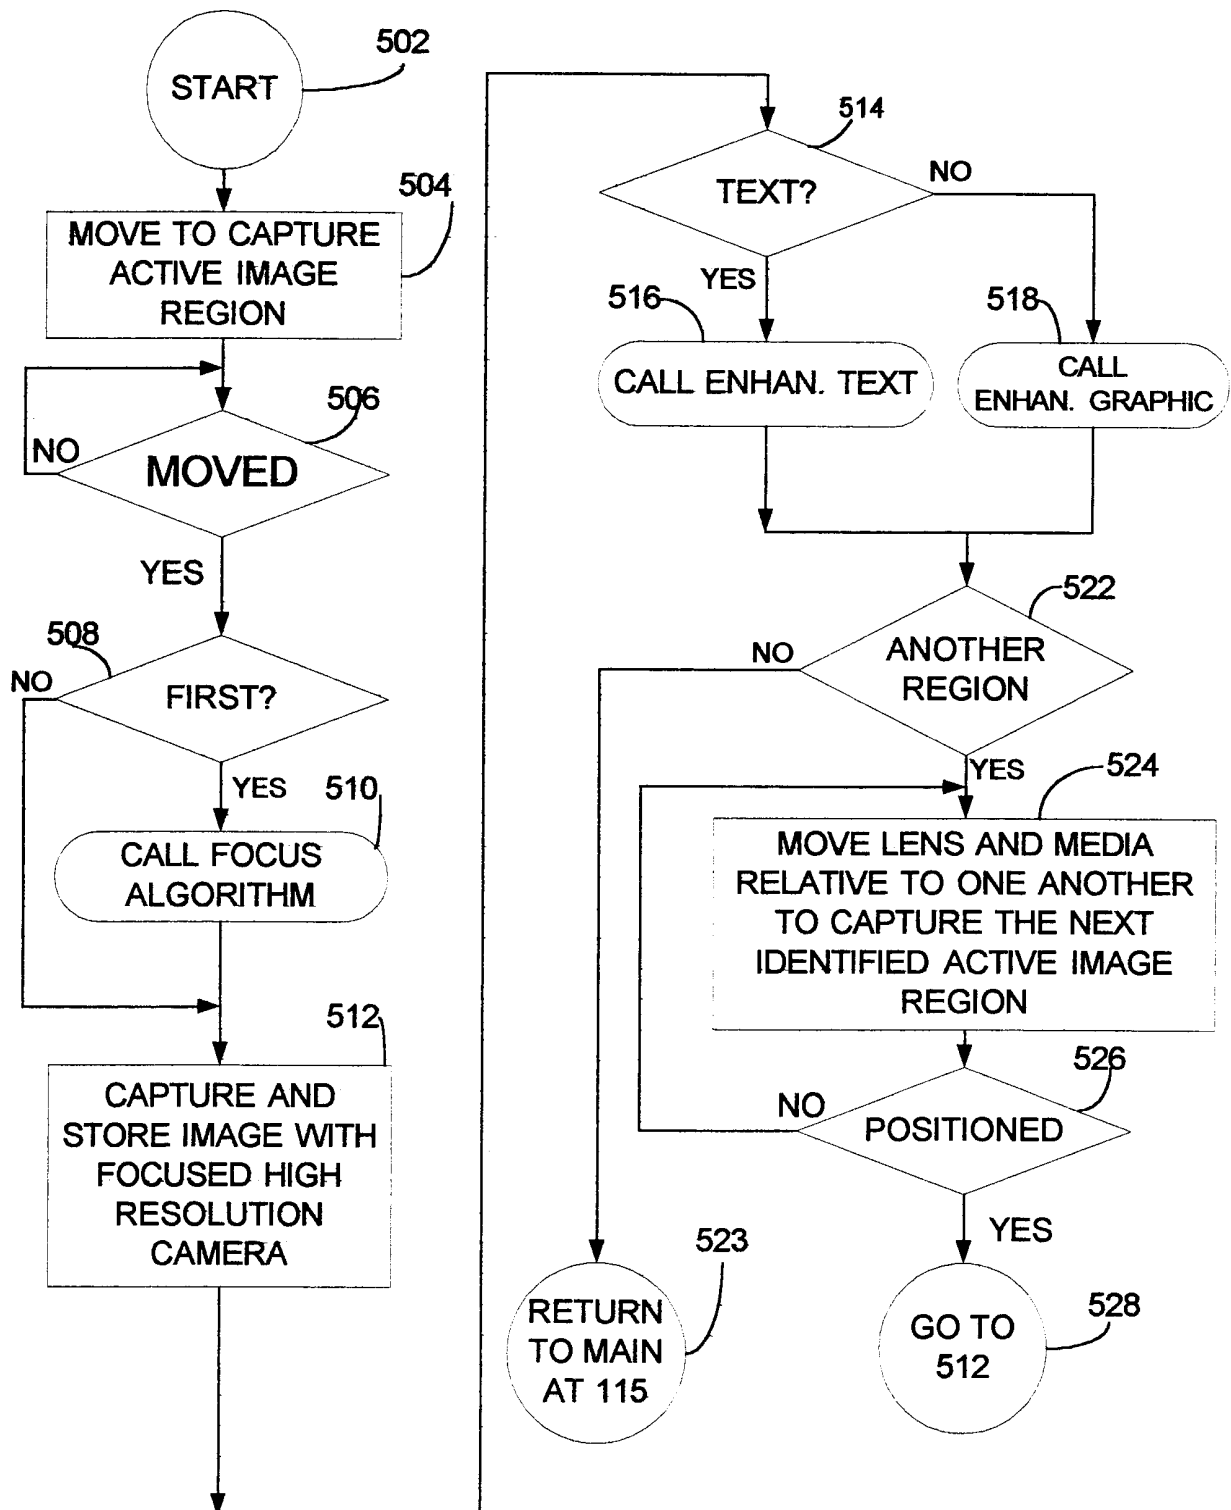 502
START
504
MOVE TO CAPTURE
ACTIVE IMAGE
REGION
506
NO
MOVED
YES
508
NO
FIRST?
YES
510
CALL FOCUS
ALGORITHM
512
CAPTURE AND
STORE IMAGE WITH
FOCUSED HIGH
RESOLUTION
CAMERA
514
TEXT?
NO
YES
516
CALL ENHAN. TEXT
518
CALL
ENHAN. GRAPHIC
522
NO
ANOTHER
REGION
YES
524
MOVE LENS AND MEDIA
RELATIVE TO ONE ANOTHER
TO CAPTURE THE NEXT
IDENTIFIED ACTIVE IMAGE
REGION
526
NO
POSITIONED
YES
523
RETURN
TO MAIN
AT 115
528
GO TO
512